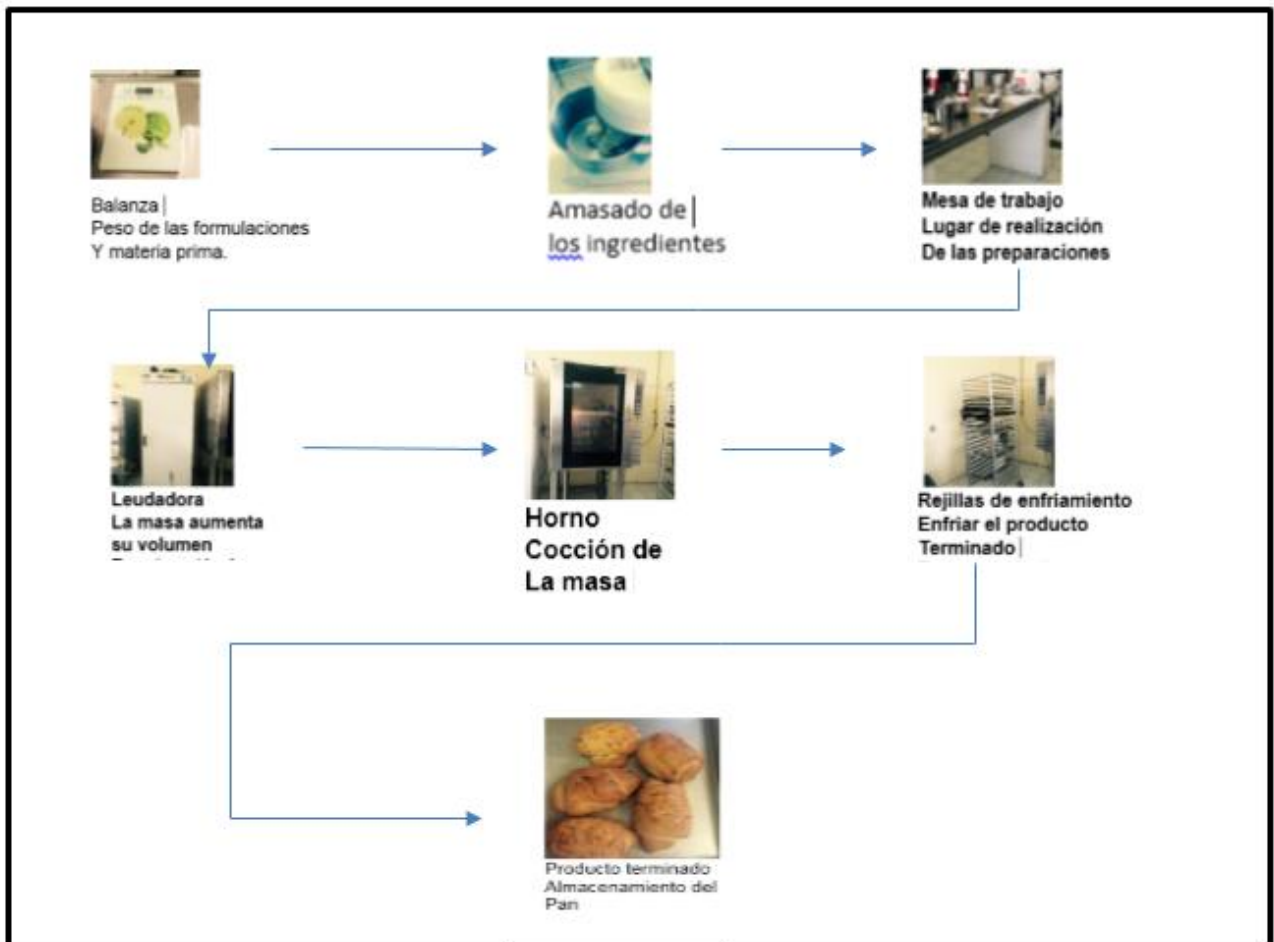 Balanza
Peso de las formulaciones
Y materia prima.
Amasado de
los ingredientes
Mesa de trabajo
Lugar de realización
De las preparaciones
Leudadora
La masa aumenta
su volumen
Horno
Cocción de
La masa
Rejillas de enfriamiento
Enfriar el producto
Terminado
Producto terminado
Almacenamiento del
Pan